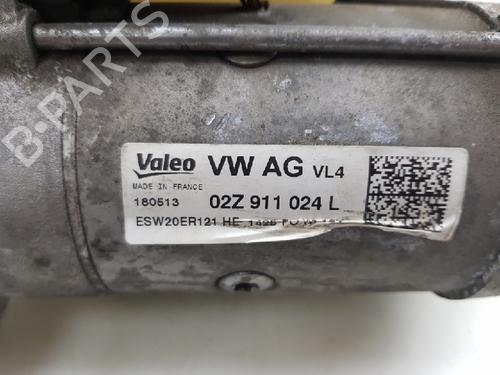 B-PARTS
Valeo VW AG VL4
MADE IN FRANCE
180513 02Z 911 024 L
ESW20ER121 HE